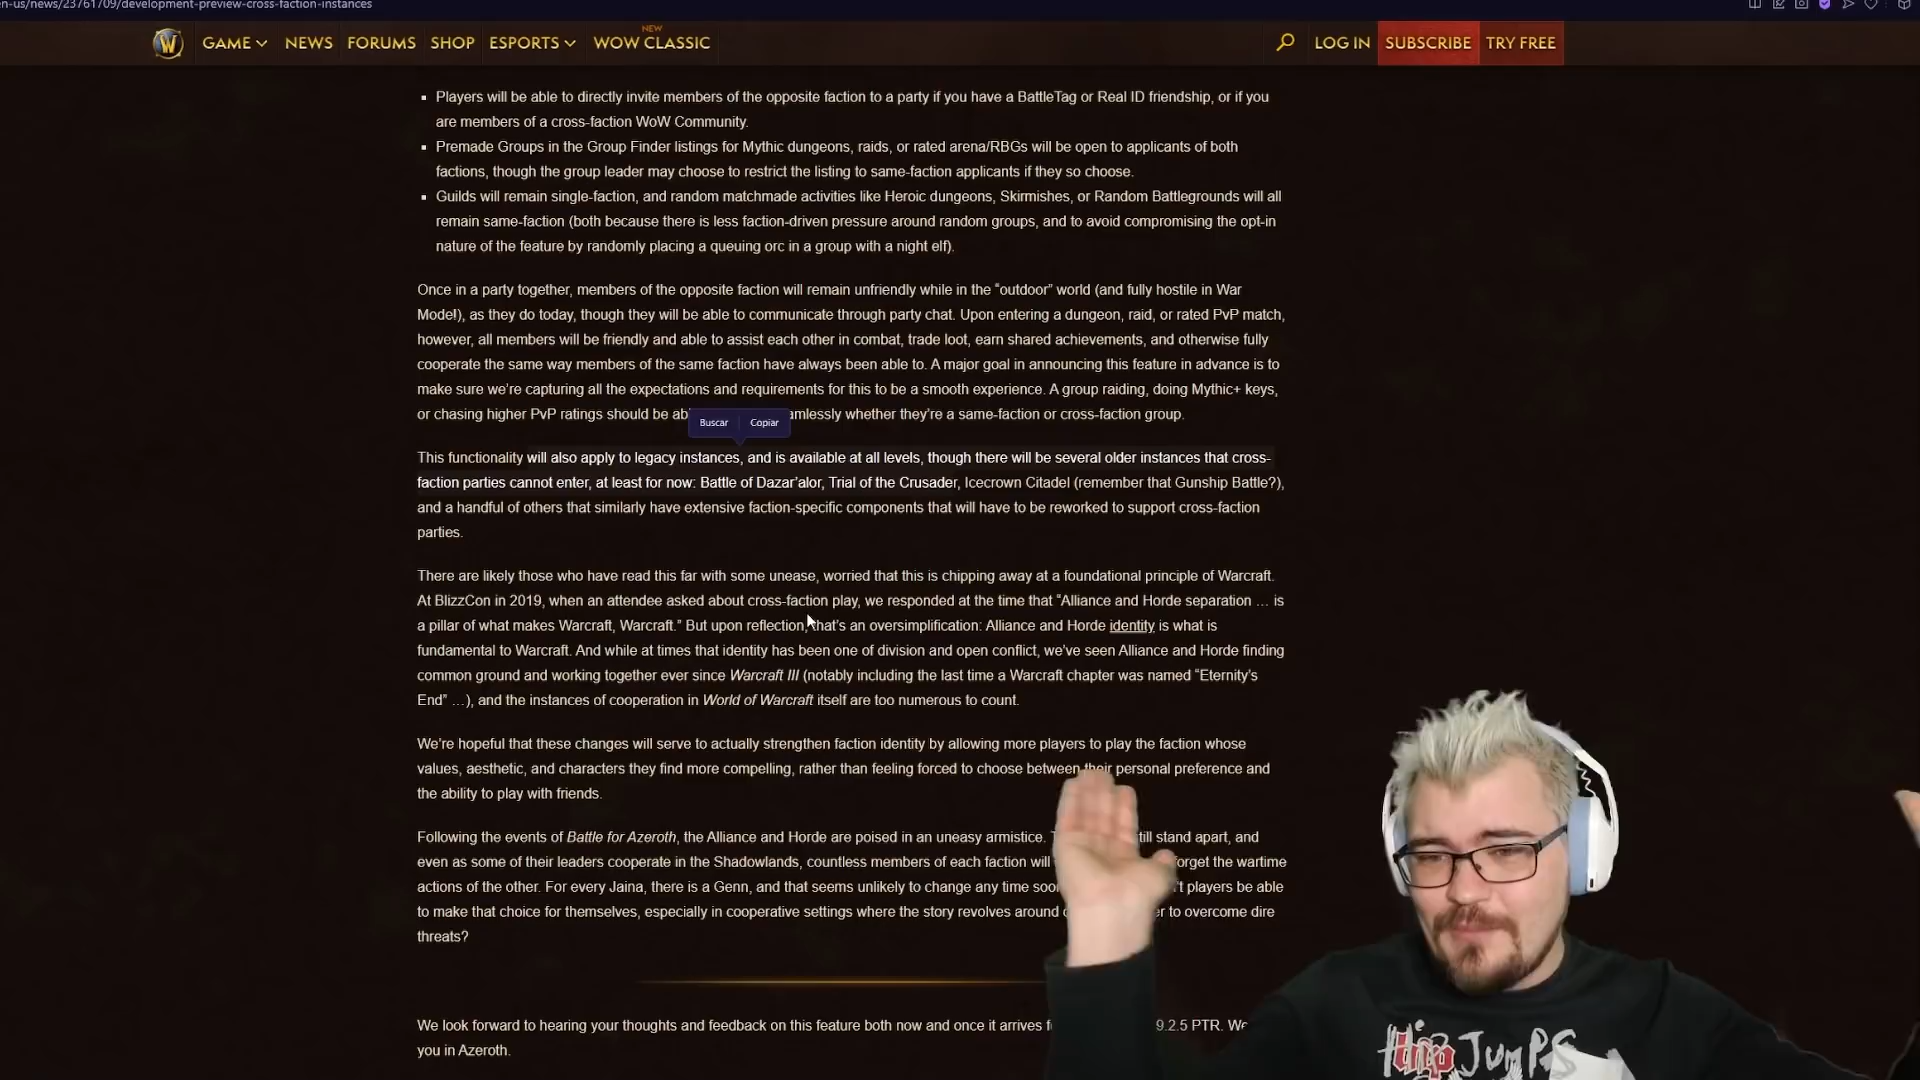 en-us/news/23761709/development-preview-cross-faction-instances
GAME NEWS FORUMS SHOP ESPORTS NEW WOW CLASSIC LOG IN SUBSCRIBE TRY FREE
Players will be able to directly invite members of the opposite faction to a party if you have a BattleTag or Real ID friendship, or if you
are members of a cross-faction WoW Community.
Premade Groups in the Group Finder listings for Mythic dungeons, raids, or rated arena/RBGs will be open to applicants of both
factions, though the group leader may choose to restrict the listing to same-faction applicants if they so choose.
Guilds will remain single-faction, and random matchmade activities like Heroic dungeons, Skirmishes, or Random Battlegrounds will all
remain same-faction (both because there is less faction-driven pressure around random groups, and to avoid compromising the opt-in
nature of the feature by randomly placing a queuing orc in a group with a night elf).
Once in a party together, members of the opposite faction will remain unfriendly while in the “outdoor” world (and fully hostile in War
Mode!), as they do today, though they will be able to communicate through party chat. Upon entering a dungeon, raid, or rated PvP match,
however, all members will be friendly and able to assist each other in combat, trade loot, earn shared achievements, and otherwise fully
cooperate the same way members of the same faction have always been able to. A major goal in announcing this feature in advance is to
make sure we’re capturing all the expectations and requirements for this to be a smooth experience. A group raiding, doing Mythic+ keys,
or chasing higher PvP ratings should be ab amlessly whether they’re a same-faction or cross-faction group.
Buscar Copiar
This functionality will also apply to legacy instances, and is available at all levels, though there will be several older instances that cross-
faction parties cannot enter, at least for now: Battle of Dazar’alor, Trial of the Crusader, Icecrown Citadel (remember that Gunship Battle?),
and a handful of others that similarly have extensive faction-specific components that will have to be reworked to support cross-faction
parties.
There are likely those who have read this far with some unease, worried that this is chipping away at a foundational principle of Warcraft.
At BlizzCon in 2019, when an attendee asked about cross-faction play, we responded at the time that “Alliance and Horde separation … is
a pillar of what makes Warcraft, Warcraft.” But upon reflection, that’s an oversimplification: Alliance and Horde identity is what is
fundamental to Warcraft. And while at times that identity has been one of division and open conflict, we’ve seen Alliance and Horde finding
common ground and working together ever since Warcraft III (notably including the last time a Warcraft chapter was named “Eternity’s
End” …), and the instances of cooperation in World of Warcraft itself are too numerous to count.
We’re hopeful that these changes will serve to actually strengthen faction identity by allowing more players to play the faction whose
values, aesthetic, and characters they find more compelling, rather than feeling forced to choose between their personal preference and
the ability to play with friends.
Following the events of Battle for Azeroth, the Alliance and Horde are poised in an uneasy armistice. still stand apart, and
even as some of their leaders cooperate in the Shadowlands, countless members of each faction will forget the wartime
actions of the other. For every Jaina, there is a Genn, and that seems unlikely to change any time soo ’t players be able
to make that choice for themselves, especially in cooperative settings where the story revolves around to overcome dire
threats?
We look forward to hearing your thoughts and feedback on this feature both now and once it arrives 9.2.5 PTR.
you in Azeroth.
Hip JUMPS